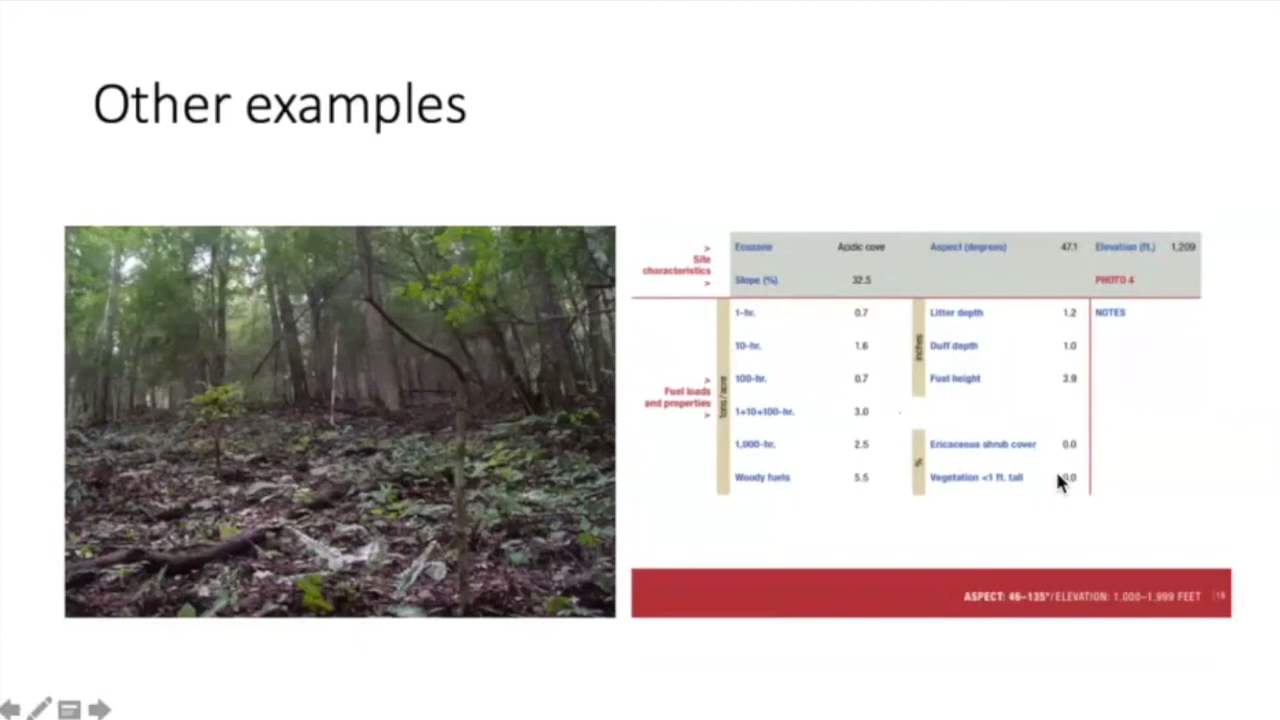 Other examples
>
Site
characteristics
>
Ecozone Acidic cove Aspect (degrees) 47.1 Elevation (ft.) 1,209
Slope (%) 32.5 PHOTO 4
>
Fuel loads
and properties
>
tons / acre
1-hr. 0.7
10-hr. 1.6
100-hr. 0.7
1+10+100-hr. 3.0
1,000-hr. 2.5
Woody fuels 5.5
inches
Litter depth 1.2
Duff depth 1.0
Fuel height 3.9
%
Ericaceous shrub cover 0.0
Vegetation <1 ft. tall
NOTES
ASPECT: 46–135°/ELEVATION: 1,000–1,999 FEET